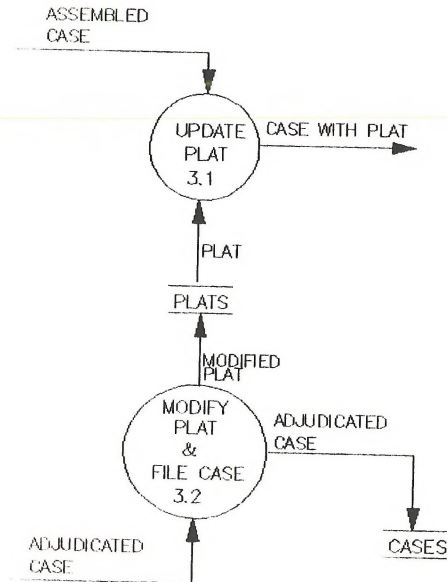 ASSEMBLED
CASE
UPDATE
PLAT
3.1
CASE WITH PLAT
PLAT
PLATS
MODIFIED
PLAT
MODIFY
PLAT
&
FILE CASE
3.2
ADJUDICATED
CASE
CASES
ADJUDICATED
CASE